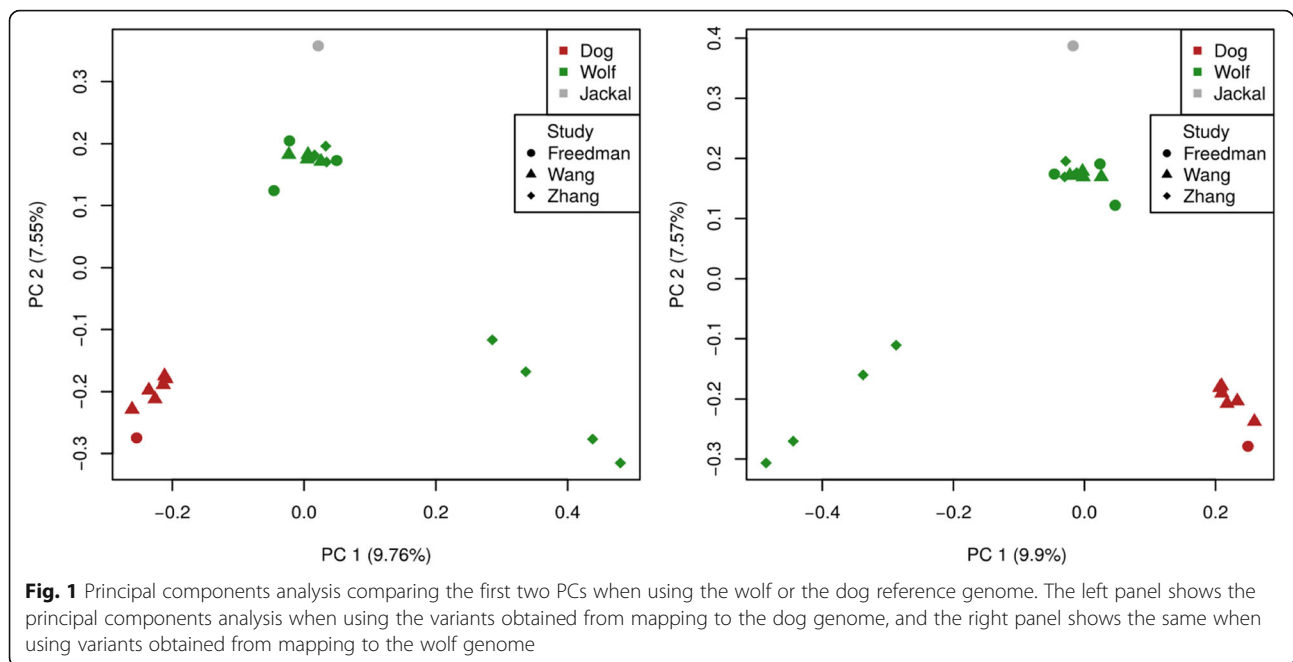 Dog
Wolf
Jackal
Study
Freedman
Wang
Zhang
0.3
0.2
0.1
0.0
−0.1
−0.2
−0.3
PC 2 (7.55%)
−0.2
0.0
0.2
0.4
PC 1 (9.76%)
Dog
Wolf
Jackal
Study
Freedman
Wang
Zhang
0.4
0.3
0.2
0.1
0.0
−0.1
−0.2
−0.3
PC 2 (7.57%)
−0.4
−0.2
0.0
0.2
PC 1 (9.9%)
Fig. 1 Principal components analysis comparing the first two PCs when using the wolf or the dog reference genome. The left panel shows the
principal components analysis when using the variants obtained from mapping to the dog genome, and the right panel shows the same when
using variants obtained from mapping to the wolf genome